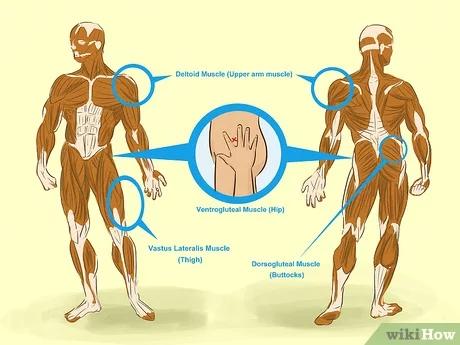 Deltoid Muscle (Upper arm muscle)
Ventrogluteal Muscle (Hip)
Vastus Lateralis Muscle
(Thigh)
Dorsogluteal Muscle
(Buttocks)
wikiHow